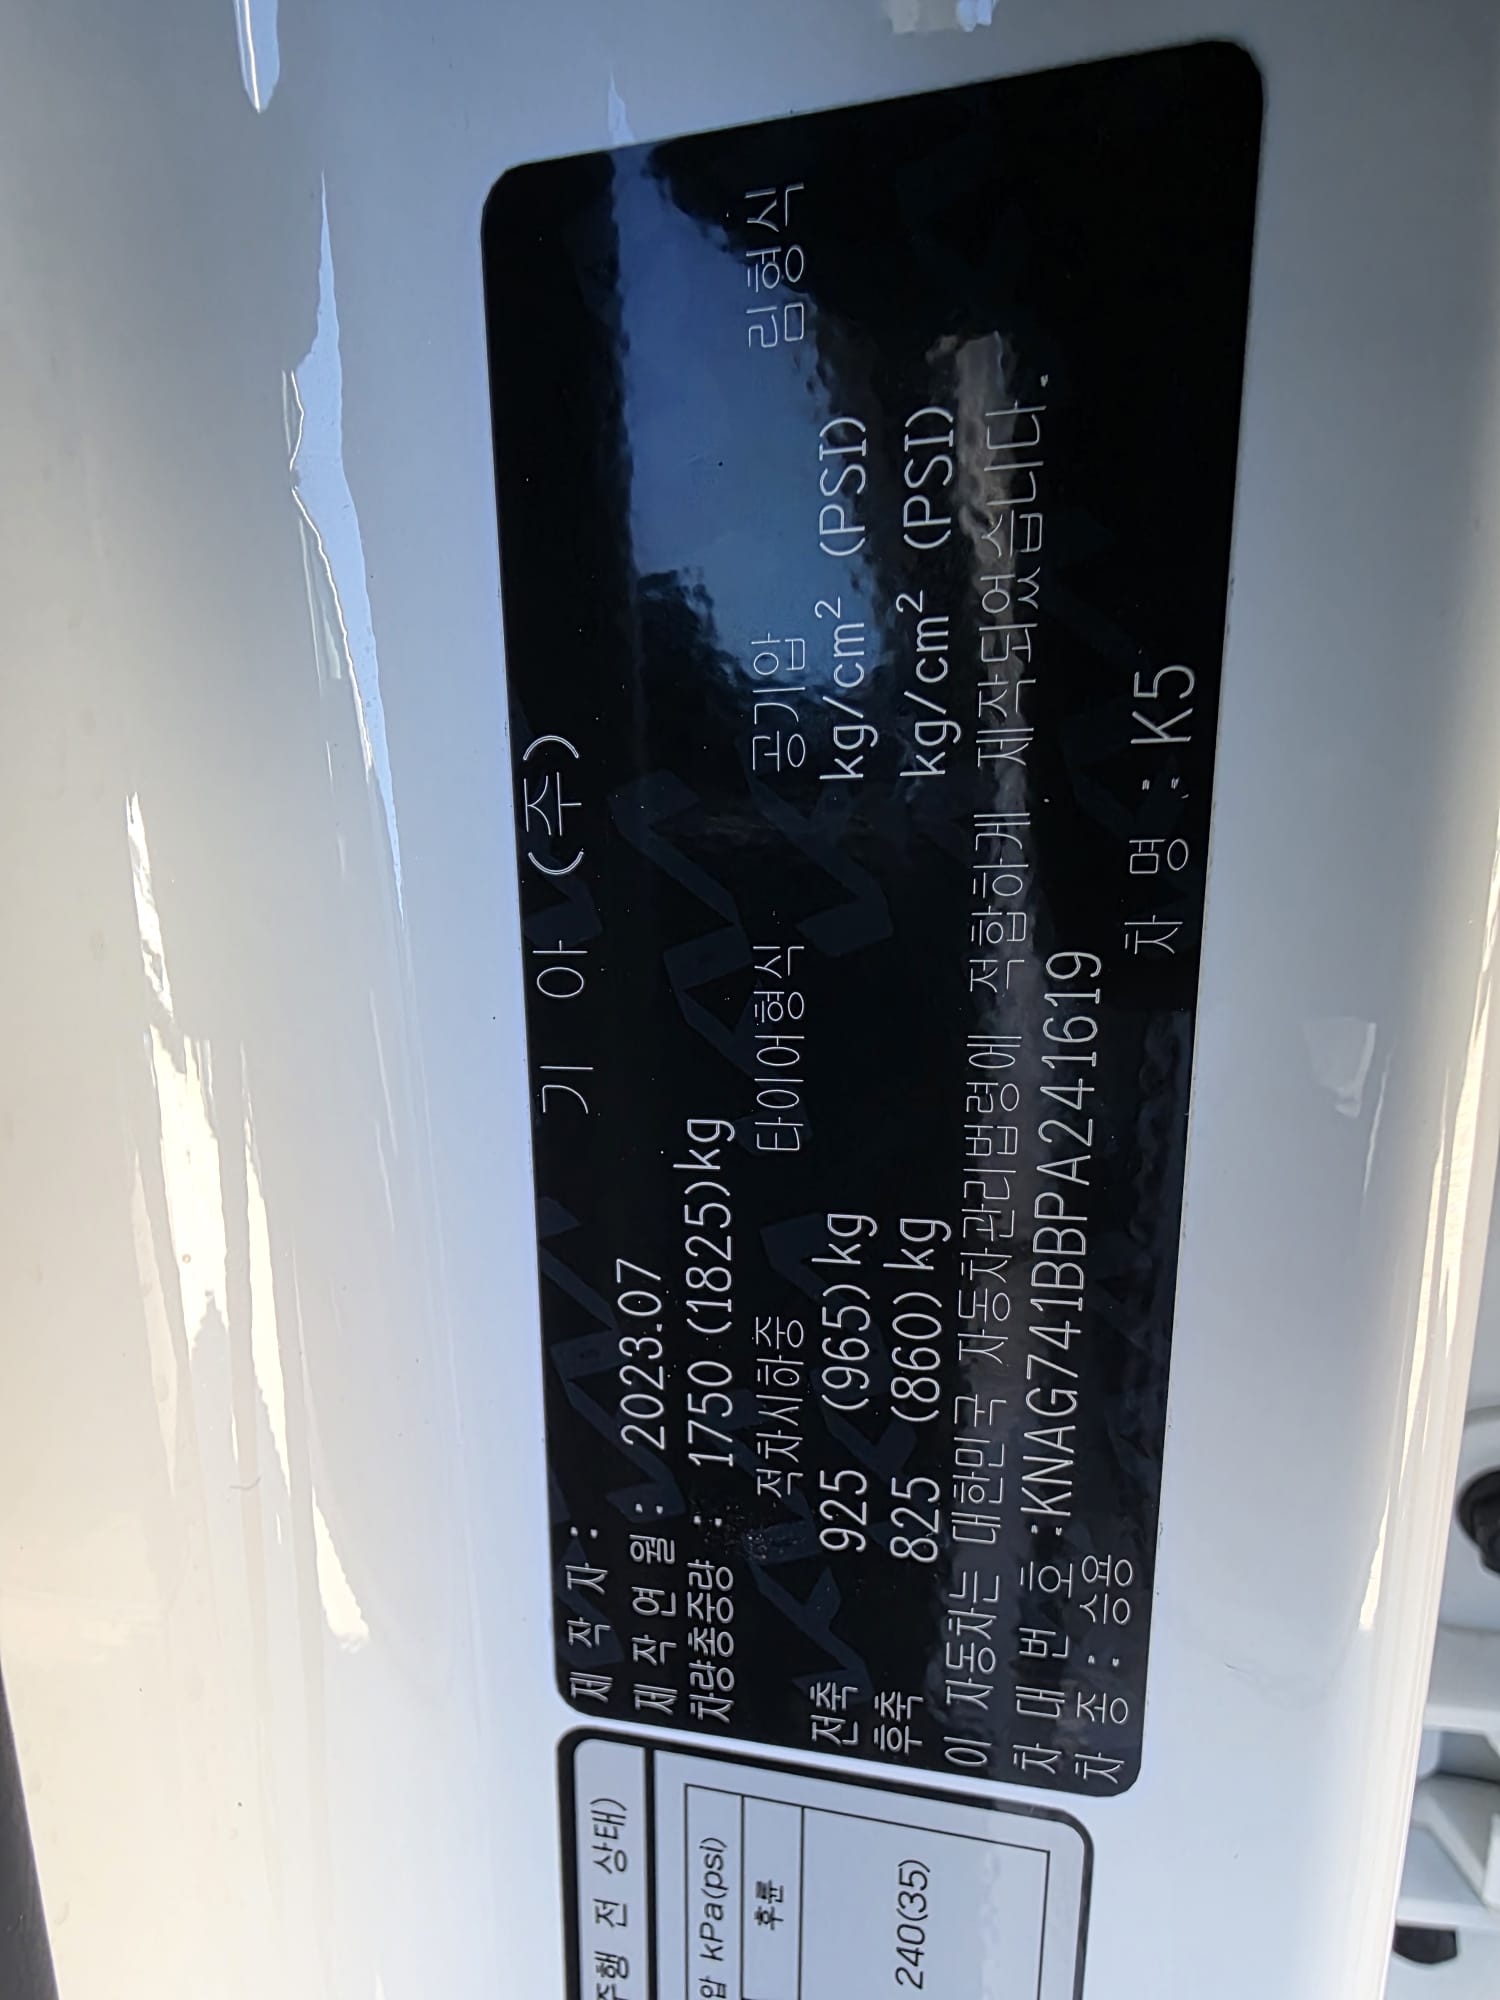 제 작 자 : 기 아 (주)
제 작 연 월 : 2023.07
차량총중량 : 1750 (1825)kg
적차시하중 타이어형식 공기압 림형식
전축 925 (965) kg kg/cm² (PSI)
후축 825 (860) kg kg/cm² (PSI)
이 자동차는 대한민국 자동차관리법령에 적합하게 제작되었습니다.
차 대 번 호 :KNAG741BBPA241619
차 종 : 승용 차 명 : K5
전 상태)
kPa(psi)
후륜
240(35)